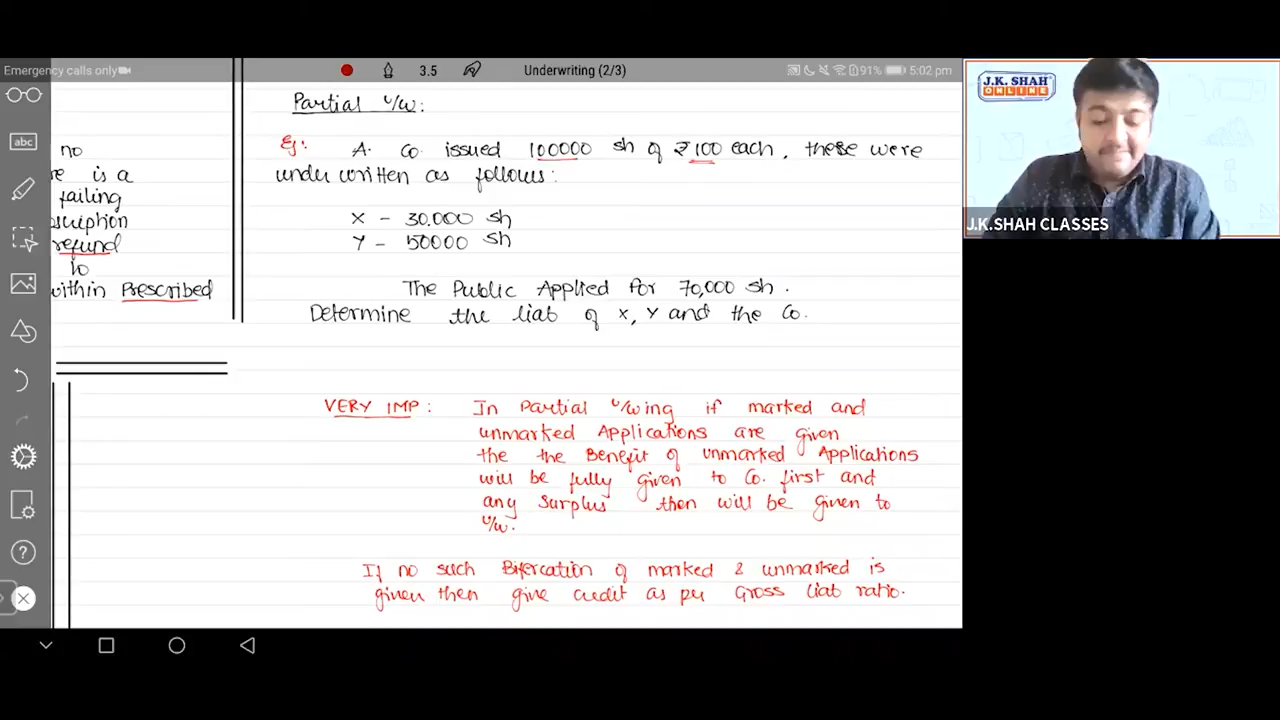 Emergency calls only
3.5
Underwriting (2/3)
91%
5:02 pm
J.K. SHAH
ONLINE
J.K.SHAH CLASSES
abc
no
re is a
failing
scription
refund
to
within Prescribed
Partial U/w:
Eg: A. Co. issued 100000 sh of ₹100 each, these were
underwritten as follows:
X - 30.000 sh
Y - 50000 sh
The Public Applied for 70,000 sh.
Determine the liab of X, Y and the Co.
VERY IMP: In Partial U/wing if marked and
unmarked Applications are given
the the Benefit of unmarked Applications
will be fully given to Co. first and
any Surplus then will be given to
U/w.
If no such Bifercation of marked & unmarked is
given then give credit as per Gross liab ratio.